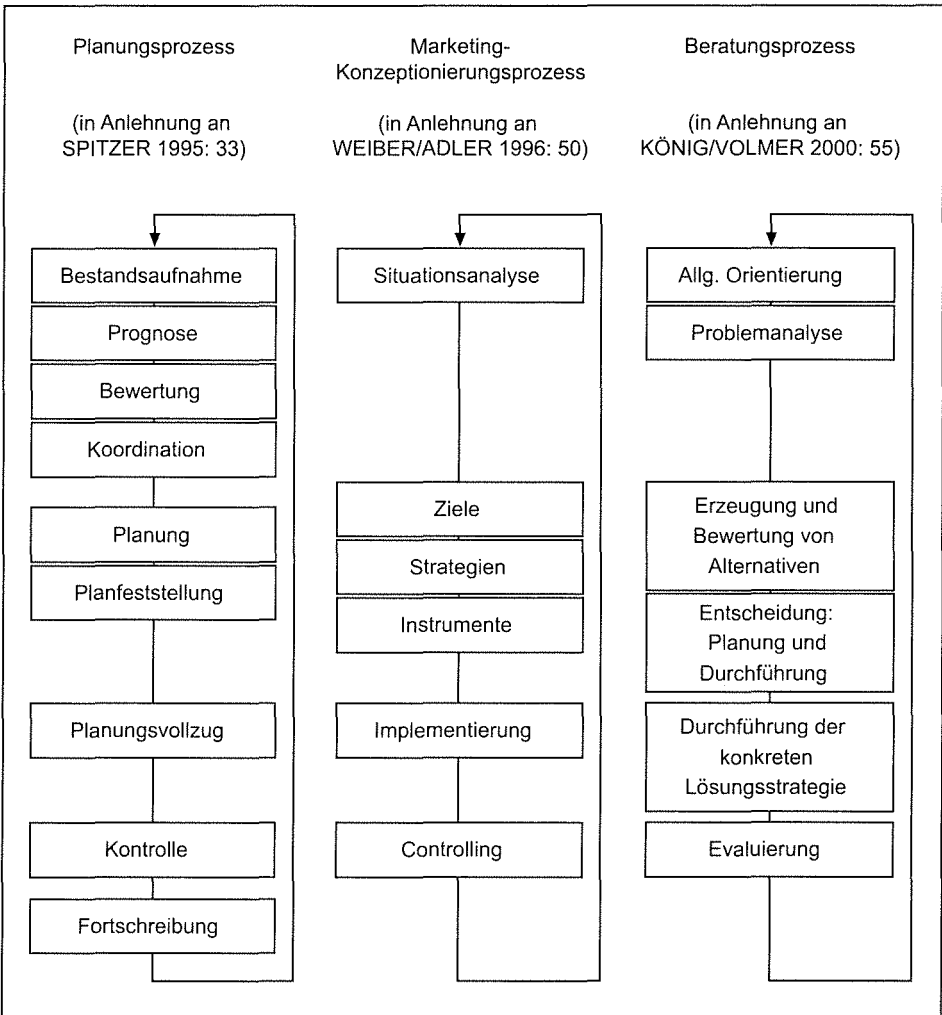 Planungsprozess
(in Anlehnung an
SPITZER 1995: 33)
Bestandsaufnahme
Prognose
Bewertung
Koordination
Planung
Planfeststellung
Planungsvollzug
Kontrolle
Fortschreibung
Marketing-
Konzeptionierungsprozess
(in Anlehnung an
WEIBER/ADLER 1996: 50)
Situationsanalyse
Ziele
Strategien
Instrumente
Implementierung
Controlling
Beratungsprozess
(in Anlehnung an
KÖNIG/VOLMER 2000: 55)
Allg. Orientierung
Problemanalyse
Erzeugung und
Bewertung von
Alternativen
Entscheidung:
Planung und
Durchführung
Durchführung der
konkreten
Lösungsstrategie
Evaluierung